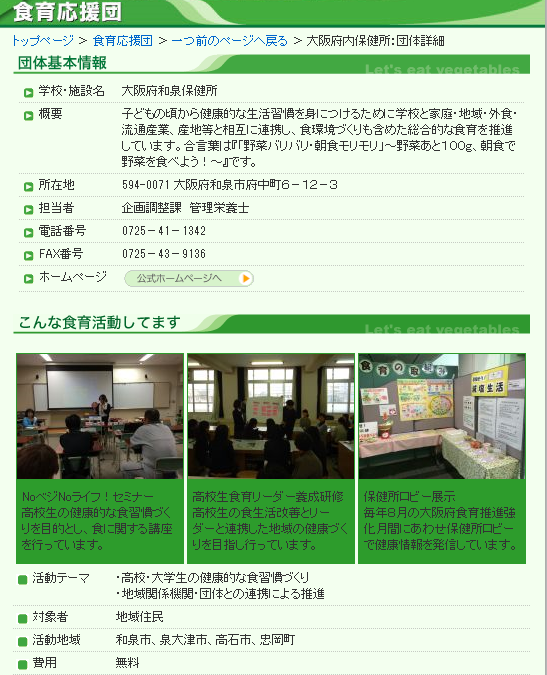 食育応援団
トップページ > 食育応援団 > 一つ前のページへ戻る > 大阪府内保健所：団体詳細
団体基本情報
Let's eat vegetables
学校・施設名 大阪府和泉保健所
概要 子どもの頃から健康的な生活習慣を身につけるために学校と家庭・地域・外食・
流通産業、産地等と相互に連携し、食環境づくりも含めた総合的な食育を推進
しています。合言葉は『「野菜バリバリ・朝食モリモリ」～野菜あと１００ｇ、朝食で
野菜を食べよう！～』です。
所在地 594-0071 大阪府和泉市府中町６－１２－３
担当者 企画調整課 管理栄養士
電話番号 ０７２５－４１－１３４２
FAX番号 ０７２５－４３－９１３６
ホームページ 公式ホームページへ
こんな食育活動してます
Let's eat vegetables
食育の取組み
減塩生活
NoベジNoライフ！セミナー
高校生の健康的な食習慣づく
りを目的とし、食に関する講座
を行っています。
高校生食育リーダー養成研修
高校生の食生活改善とリー
ダーと連携した地域の健康づく
りを目指し行っています。
保健所ロビー展示
毎年８月の大阪府食育推進強
化月間にあわせ保健所ロビー
で健康情報を発信しています。
活動テーマ ・高校・大学生の健康的な食習慣づくり
・地域関係機関・団体との連携による推進
対象者 地域住民
活動地域 和泉市、泉大津市、高石市、忠岡町
費用 無料